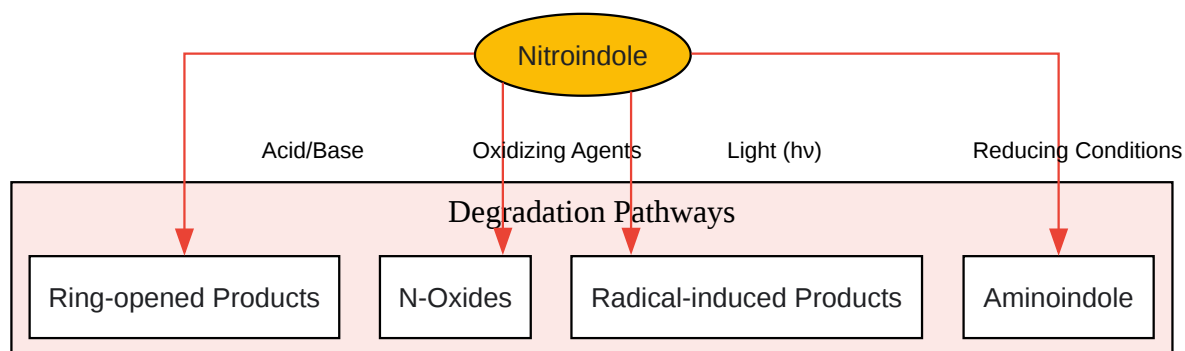 Nitroindole
Acid/Base
Oxidizing Agents
Light (hν)
Reducing Conditions
Degradation Pathways
Ring-opened Products
N-Oxides
Radical-induced Products
Aminoindole